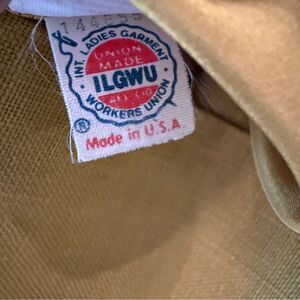 INT. LADIES GARMENT
UNION
MADE
ILGWU
AFL-CIO
WORKERS UNION
®
Made in U.S.A.